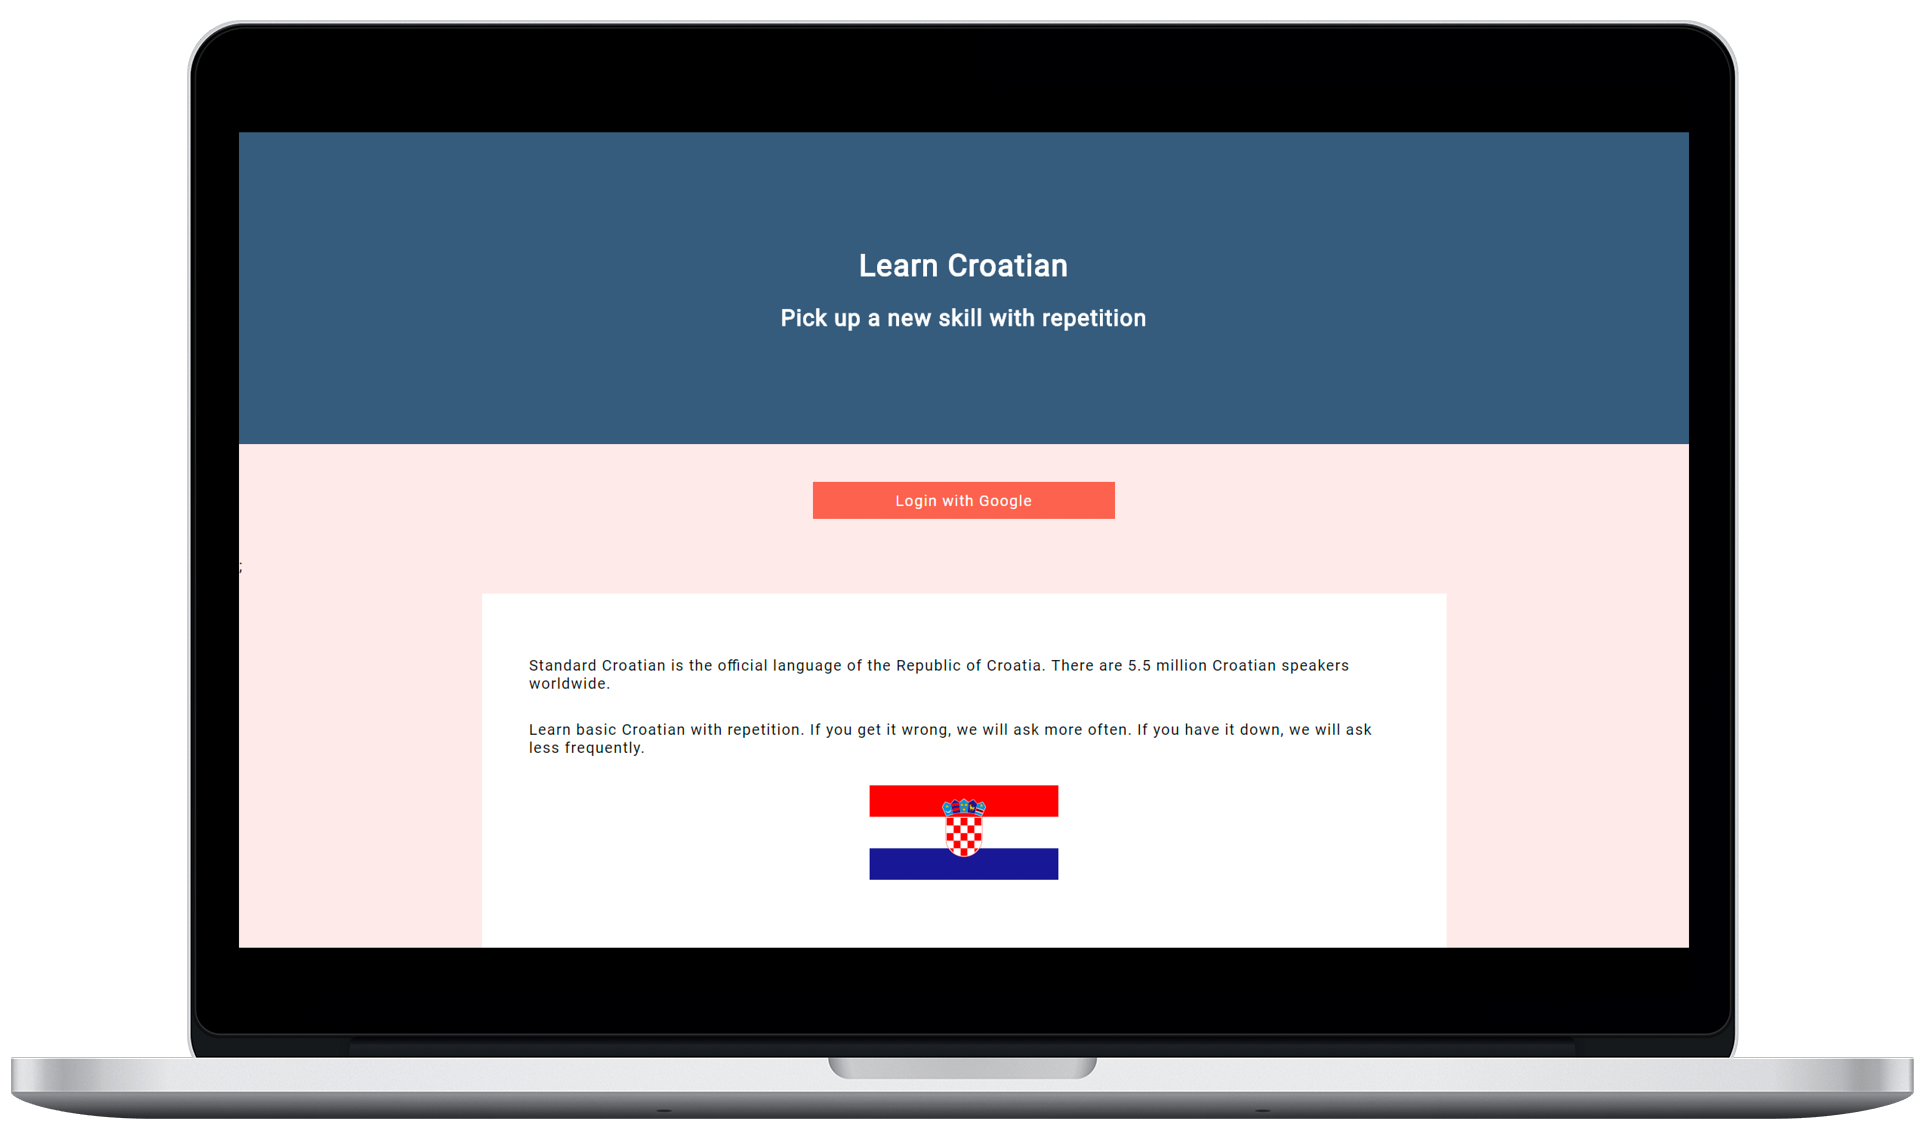 Learn Croatian
Pick up a new skill with repetition
Login with Google
;
Standard Croatian is the official language of the Republic of Croatia. There are 5.5 million Croatian speakers
worldwide.
Learn basic Croatian with repetition. If you get it wrong, we will ask more often. If you have it down, we will ask
less frequently.